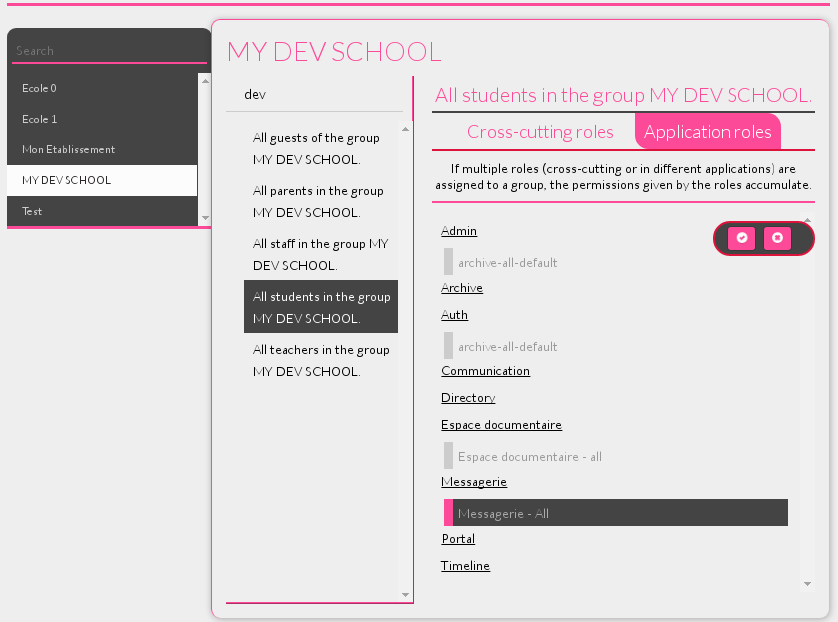 Search
Ecole 0
Ecole 1
Mon Etablissement
MY DEV SCHOOL
Test
MY DEV SCHOOL
dev
All guests of the group
MY DEV SCHOOL.
All parents in the group
MY DEV SCHOOL.
All staff in the group MY
DEV SCHOOL.
All students in the group
MY DEV SCHOOL.
All teachers in the group
MY DEV SCHOOL.
All students in the group MY DEV SCHOOL.
Cross-cutting roles
Application roles
If multiple roles (cross-cutting or in different applications) are
assigned to a group, the permissions given by the roles accumulate.
Admin
archive-all-default
Archive
Auth
archive-all-default
Communication
Directory
Espace documentaire
Espace documentaire - all
Messagerie
Messagerie - All
Portal
Timeline